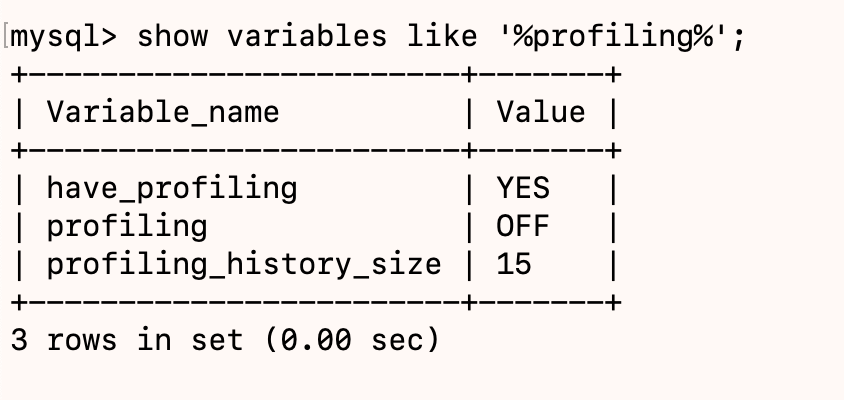 [mysql> show variables like '%profiling%';
+------------------------+-------+
| Variable_name          | Value |
+------------------------+-------+
| have_profiling         | YES   |
| profiling              | OFF   |
| profiling_history_size | 15    |
+------------------------+-------+
3 rows in set (0.00 sec)